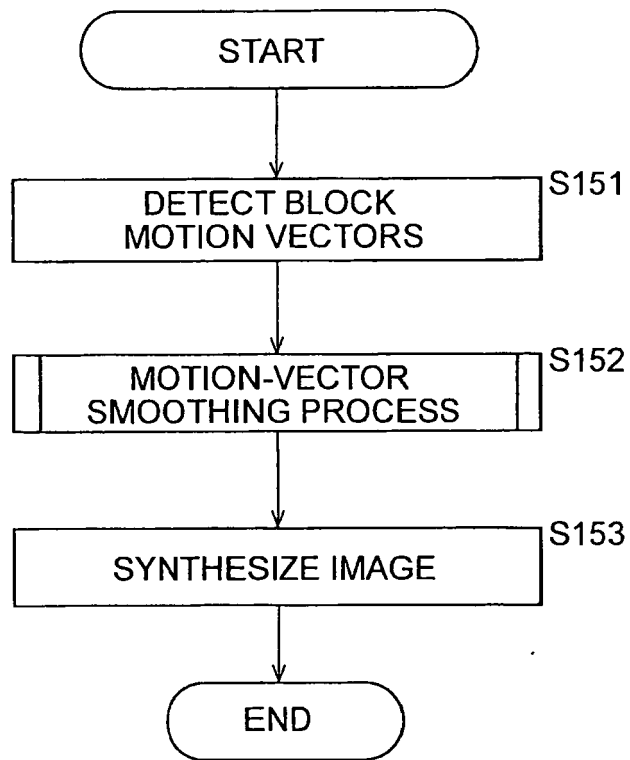 START
S151
DETECT BLOCK
MOTION VECTORS
S152
MOTION-VECTOR
SMOOTHING PROCESS
S153
SYNTHESIZE IMAGE
END